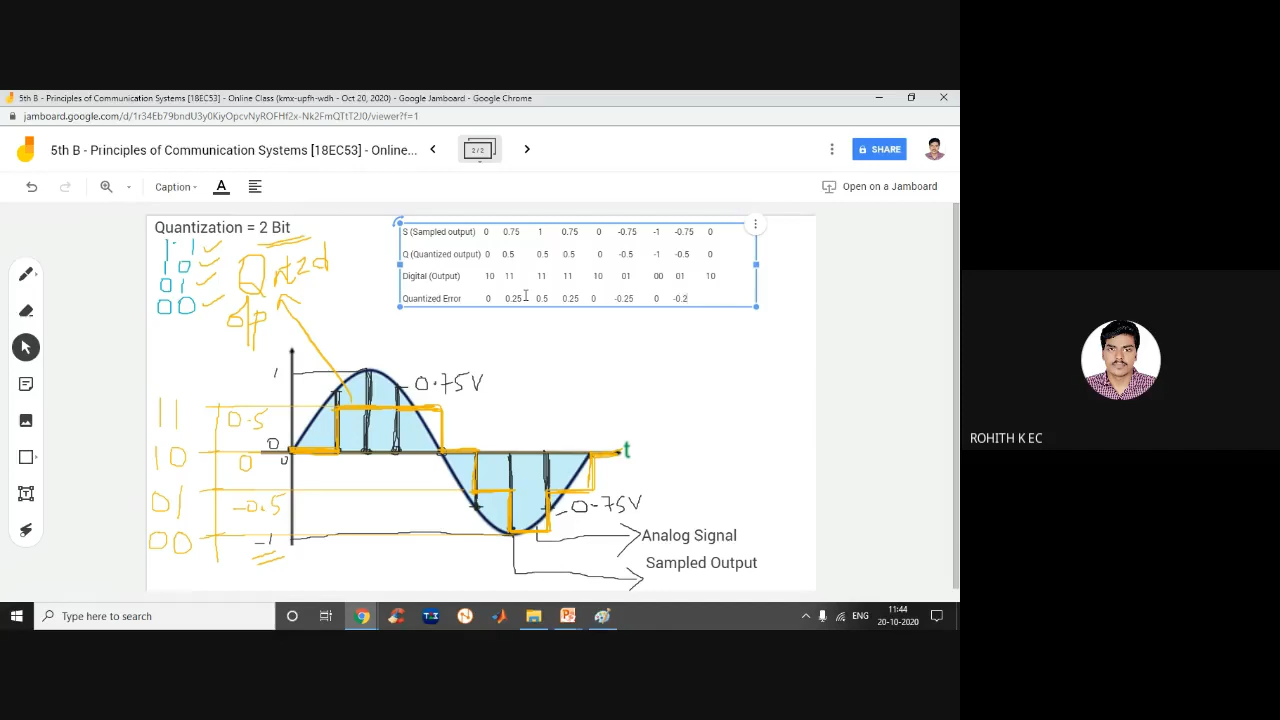 5th B - Principles of Communication Systems [18EC53] - Online Class (kmx-upfh-wdh - Oct 20, 2020) - Google Jamboard - Google Chrome
jamboard.google.com/d/1r34Eb79bndU3y0KiyOpcvNyROFHf2x-Nk2FmQTtT2J0/viewer?f=1
5th B - Principles of Communication Systems [18EC53] - Online...
2/2
SHARE
Caption
A
Open on a Jamboard
Quantization = 2 Bit
S (Sampled output) 0 0.75 1 0.75 0 -0.75 -1 -0.75 0
Q (Quantized output) 0 0.5 0.5 0.5 0 -0.5 -1 -0.5 0
Digital (Output) 10 11 11 11 10 01 00 01 10
Quantized Error 0 0.25 0.5 0.25 0 -0.25 0 -0.2
11
10
01
00
Qntzd
o/p
1
0.75V
11 0.5
0
10 0
0
t
01 -0.5
-0.75V
00 -1
Analog Signal
Sampled Output
ROHITH K EC
Type here to search
ENG
11:44
20-10-2020